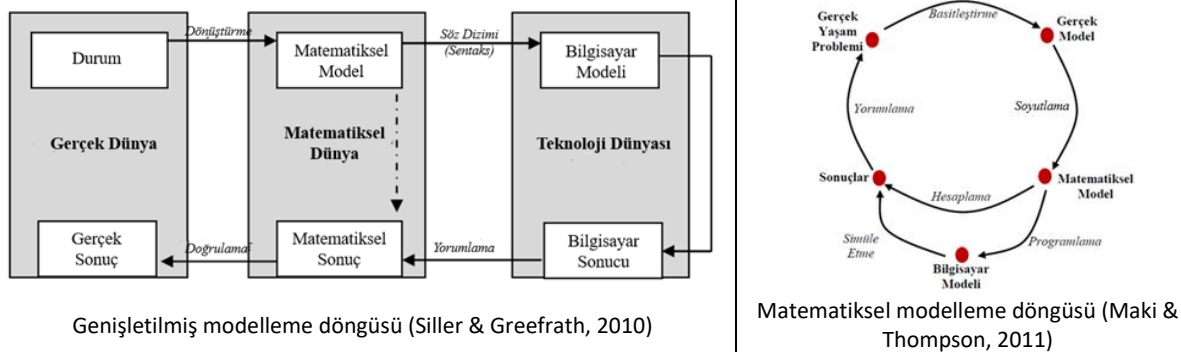 Dönüştürme
Söz Dizimi
(Sentaks)
Durum
Matematiksel
Model
Bilgisayar
Modeli
Gerçek Dünya
Matematiksel
Dünya
Teknoloji Dünyası
Gerçek
Sonuç
Doğrulama
Matematiksel
Sonuç
Yorumlama
Bilgisayar
Sonucu
Genişletilmiş modelleme döngüsü (Siller & Greefrath, 2010)
Gerçek
Yaşam
Problemi
Basitleştirme
Gerçek
Model
Soyutlama
Yorumlama
Sonuçlar
Hesaplama
Matematiksel
Model
Simüle
Etme
Programlama
Bilgisayar
Modeli
Matematiksel modelleme döngüsü (Maki &
Thompson, 2011)